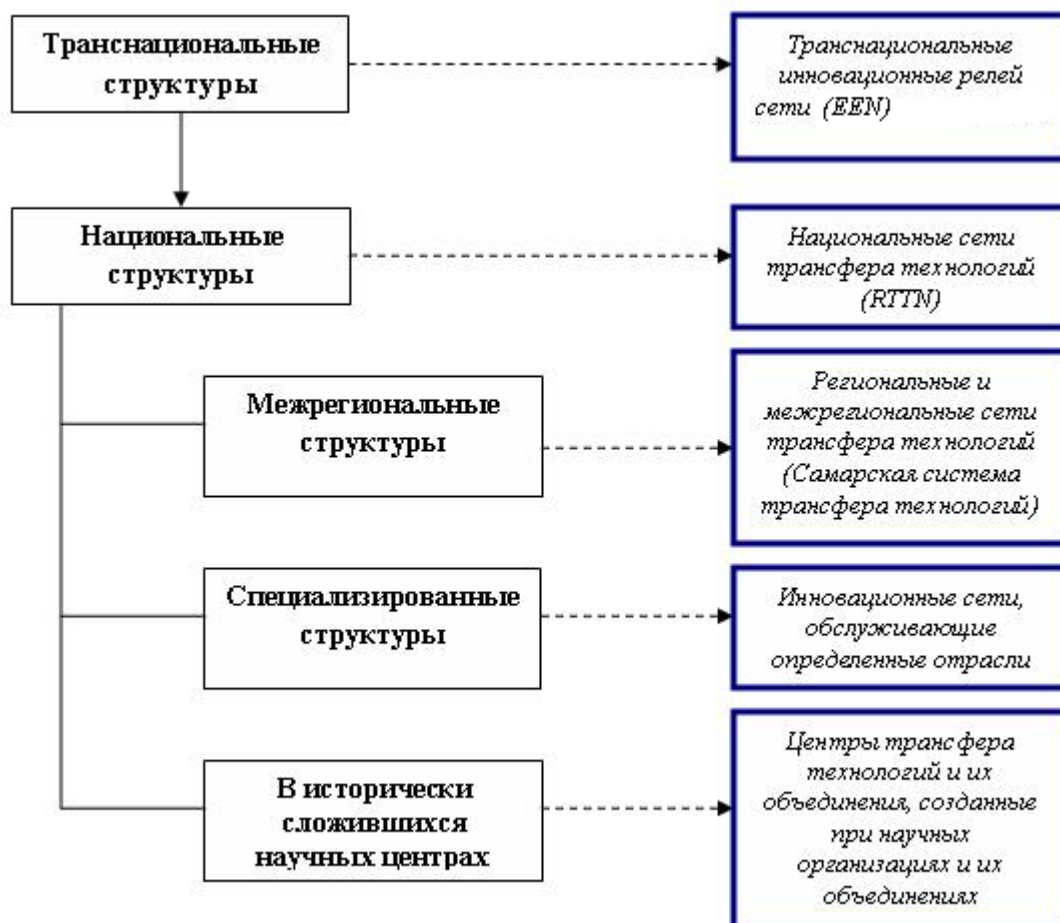 Транснациональные
структуры
Транснациональные
инновационные релей
сети (EEN)
Национальные
структуры
Национальные сети
трансфера технологий
(RTTN)
Межрегиональные
структуры
Региональные и
межрегиональные сети
трансфера технологий
(Самарская система
трансфера технологий)
Специализированные
структуры
Инновационные сети,
обслуживающие
определенные отрасли
В исторически
сложившихся
научных центрах
Центры трансфера
технологий и их
объединения, созданные
при научных
организациях и их
объединениях